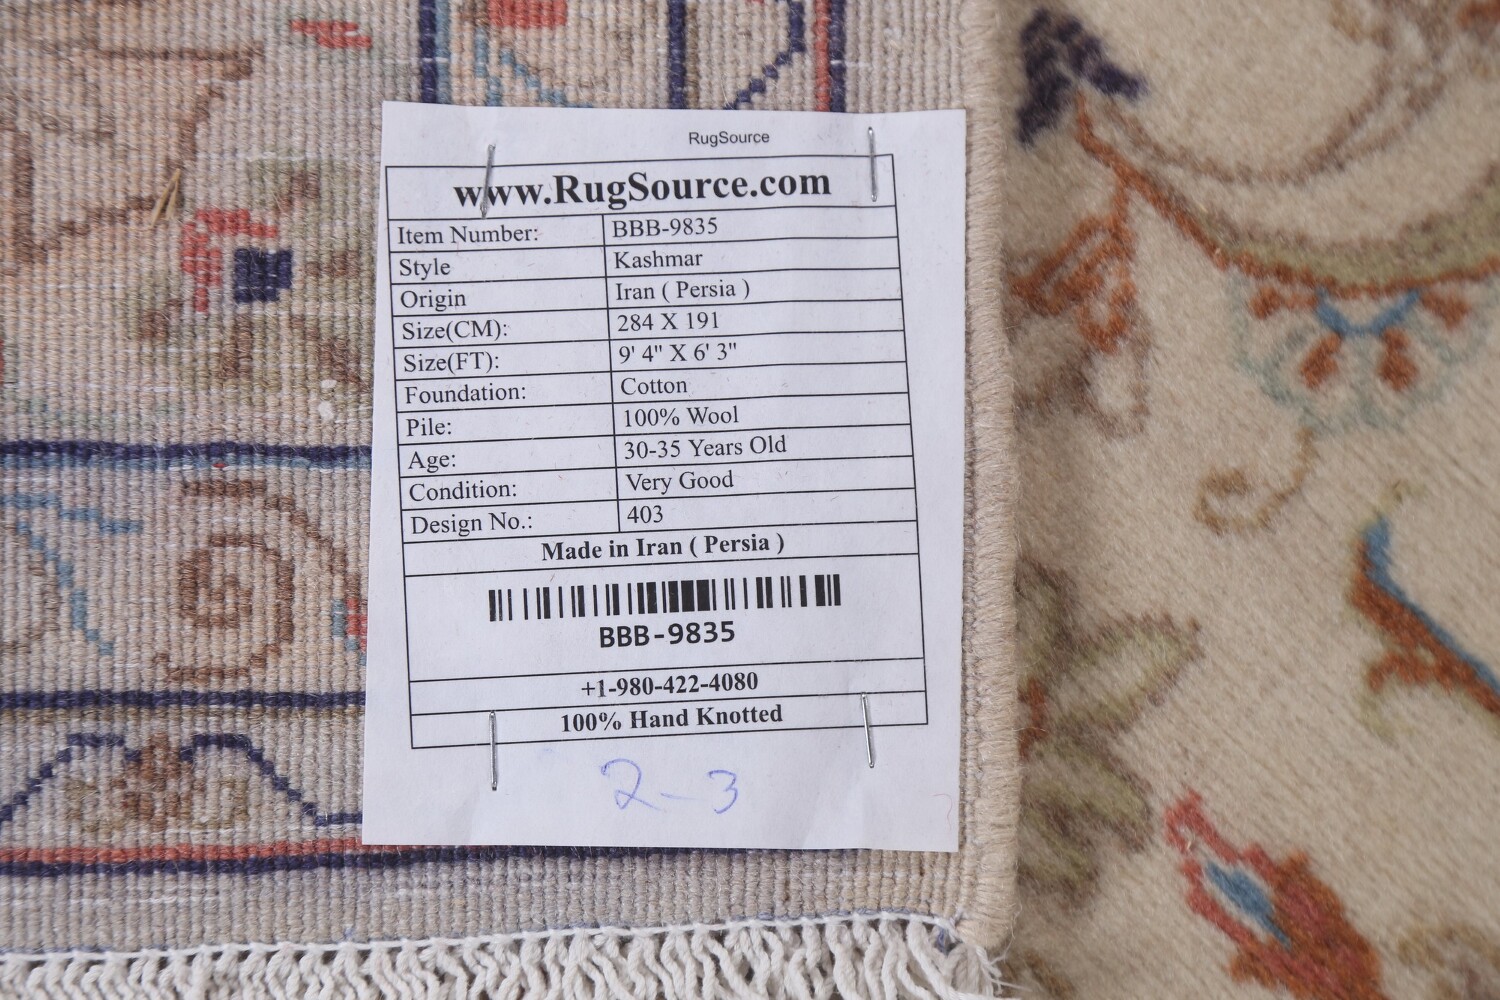 RugSource
www.RugSource.com
Item Number: BBB-9835
Style Kashmar
Origin Iran ( Persia )
Size(CM): 284 X 191
Size(FT): 9' 4" X 6' 3"
Foundation: Cotton
Pile: 100% Wool
Age: 30-35 Years Old
Condition: Very Good
Design No.: 403
Made in Iran ( Persia )
BBB-9835
+1-980-422-4080
100% Hand Knotted
2-3